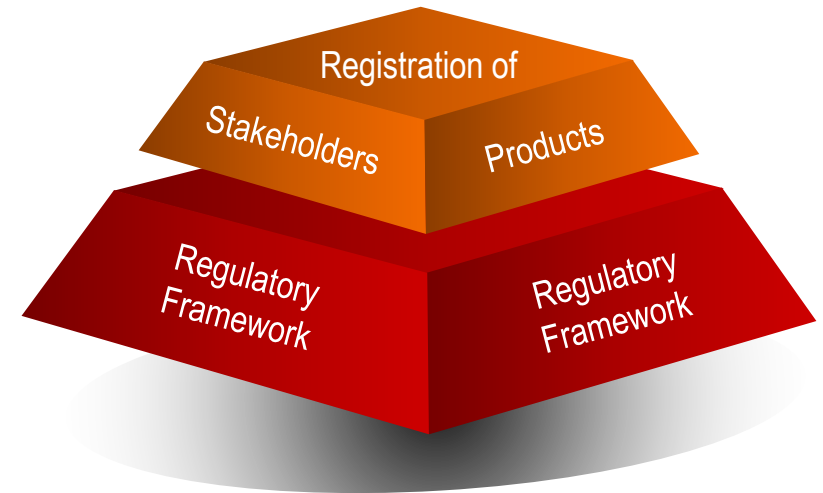 Registration of
Stakeholders
Products
Regulatory
Framework
Regulatory
Framework